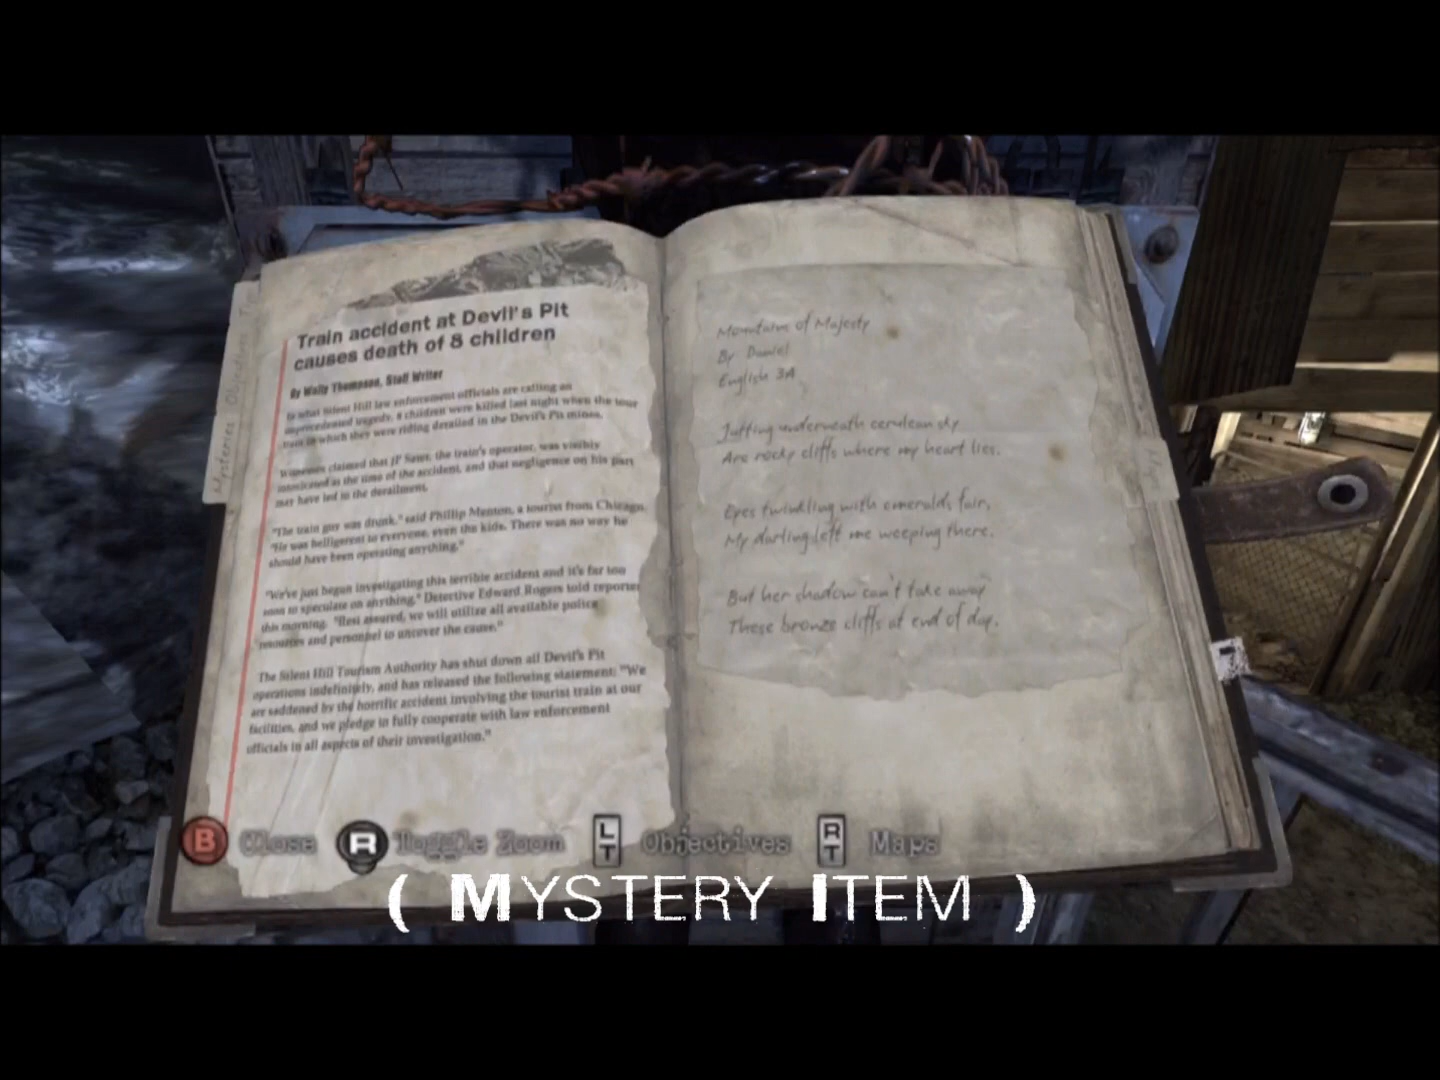 Train accident at Devil's Pit
causes death of 8 children
By Wally Thompson, Staff Writer
In what Silent Hill law enforcement officials are calling an
unprecedented tragedy, 8 children were killed last night when the tour
train in which they were riding derailed in the Devil's Pit mines.
Witnesses claimed that JP Sater, the train's operator, was visibly
intoxicated at the time of the accident, and that negligence on his part
may have led to the derailment.
"The train guy was drunk," said Phillip Manton, a tourist from Chicago.
"He was belligerent to everyone, even the kids. There was no way he
should have been operating anything."
"We've just begun investigating this terrible accident and it's far too
soon to speculate on anything," Detective Edward Rogers told reporters
this morning. "Rest assured, we will utilize all available police
resources and personnel to uncover the cause."
The Silent Hill Tourism Authority has shut down all Devil's Pit
operations indefinitely, and has released the following statement: "We
are saddened by the horrific accident involving the tourist train at our
facilities, and we pledge to fully cooperate with law enforcement
officials in all aspects of their investigation."
Mountains of Majesty
By Daniel
English 3A
Jutting underneath cerulean sky
Are rocky cliffs where my heart lies.
Eyes twinkling with emeralds fair,
My darling left me weeping there.
But her shadow can't take away
These bronze cliffs at end of day.
Mysteries Objectives
B Close R Toggle Zoom LT Objectives RT Maps
( MYSTERY ITEM )